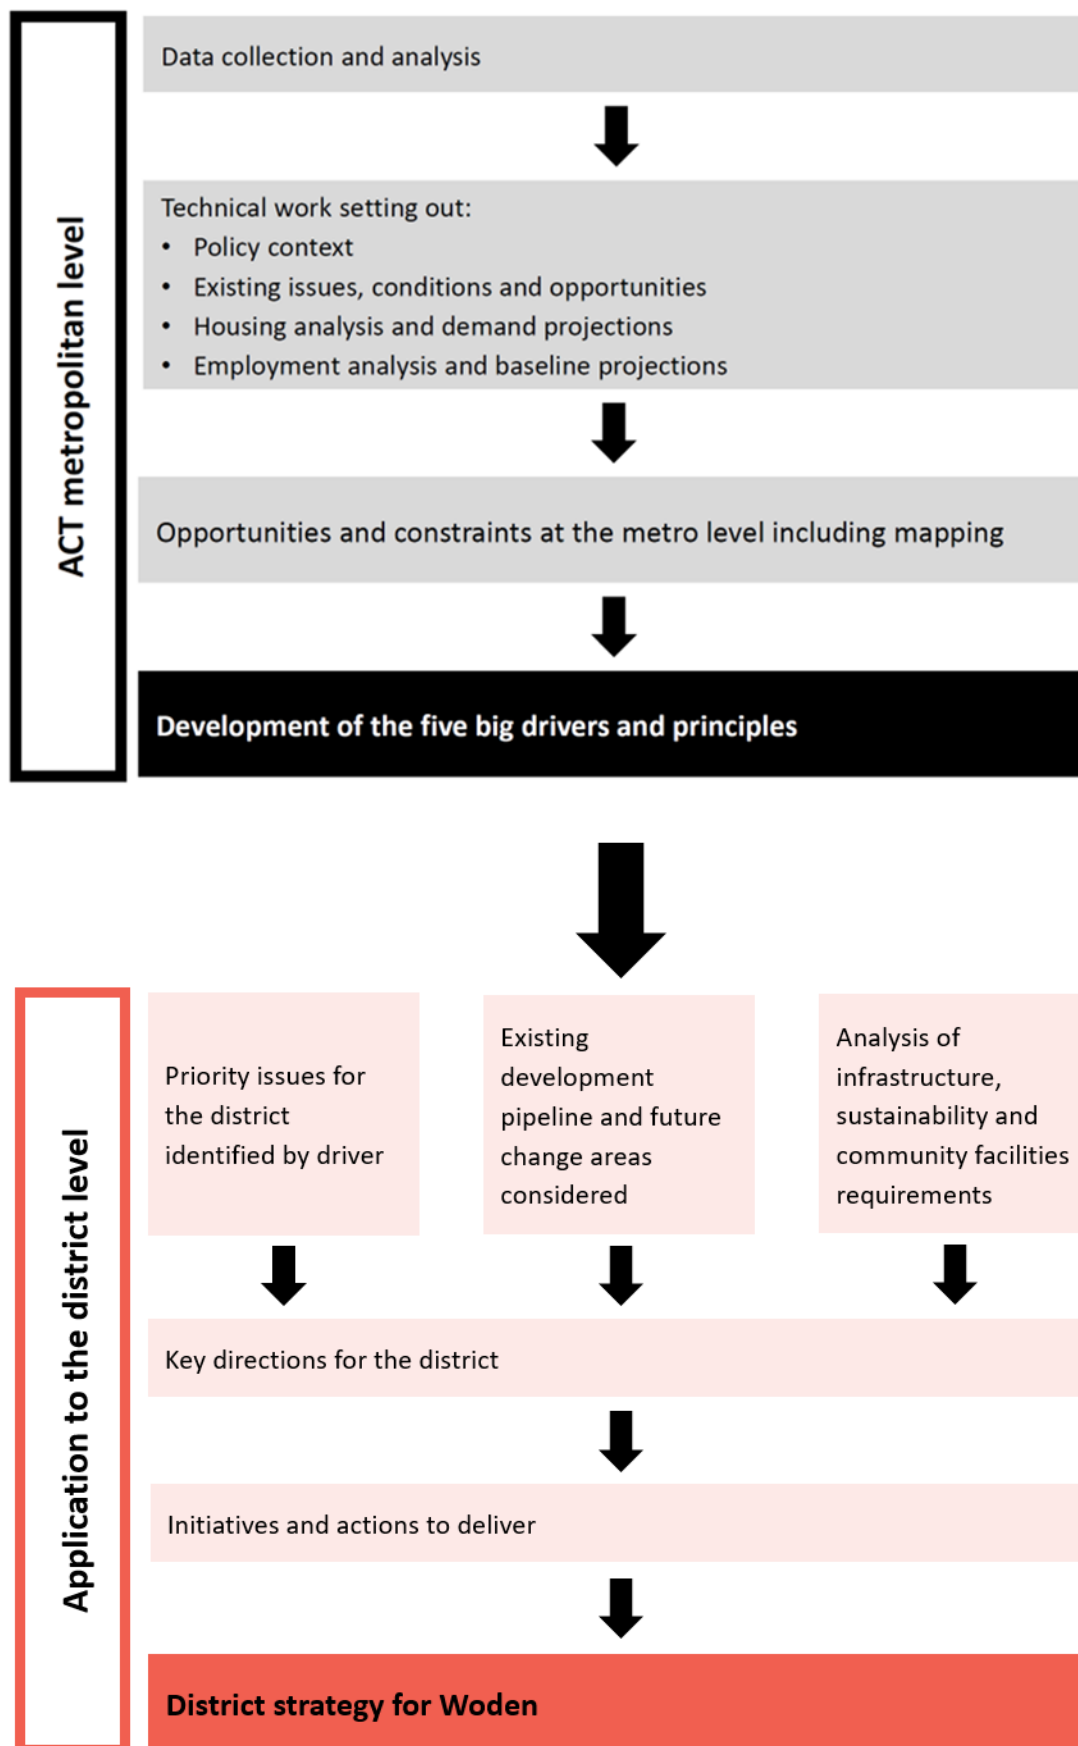 ACT metropolitan level
Data collection and analysis
Technical work setting out:
• Policy context
• Existing issues, conditions and opportunities
• Housing analysis and demand projections
• Employment analysis and baseline projections
Opportunities and constraints at the metro level including mapping
Development of the five big drivers and principles
Application to the district level
Priority issues for
the district
identified by driver
Existing
development
pipeline and future
change areas
considered
Analysis of
infrastructure,
sustainability and
community facilities
requirements
Key directions for the district
Initiatives and actions to deliver
District strategy for Woden